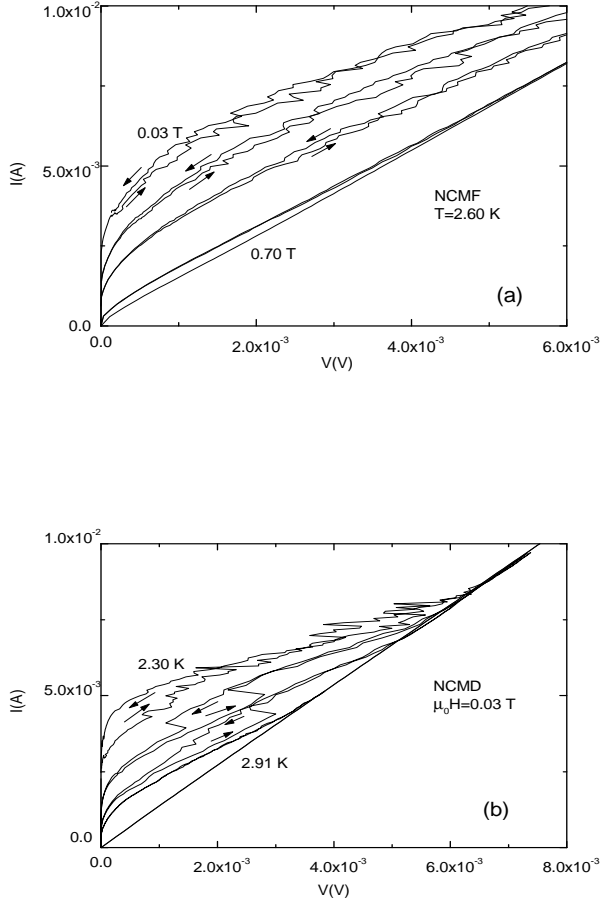 1.0x10⁻²
5.0x10⁻³
0.0
I(A)
0.03 T
0.70 T
NCMF
T=2.60 K
(a)
0.0
2.0x10⁻³
4.0x10⁻³
6.0x10⁻³
V(V)
1.0x10⁻²
5.0x10⁻³
0.0
I(A)
2.30 K
2.91 K
NCMD
μ₀H=0.03 T
(b)
0.0
2.0x10⁻³
4.0x10⁻³
6.0x10⁻³
8.0x10⁻³
V(V)